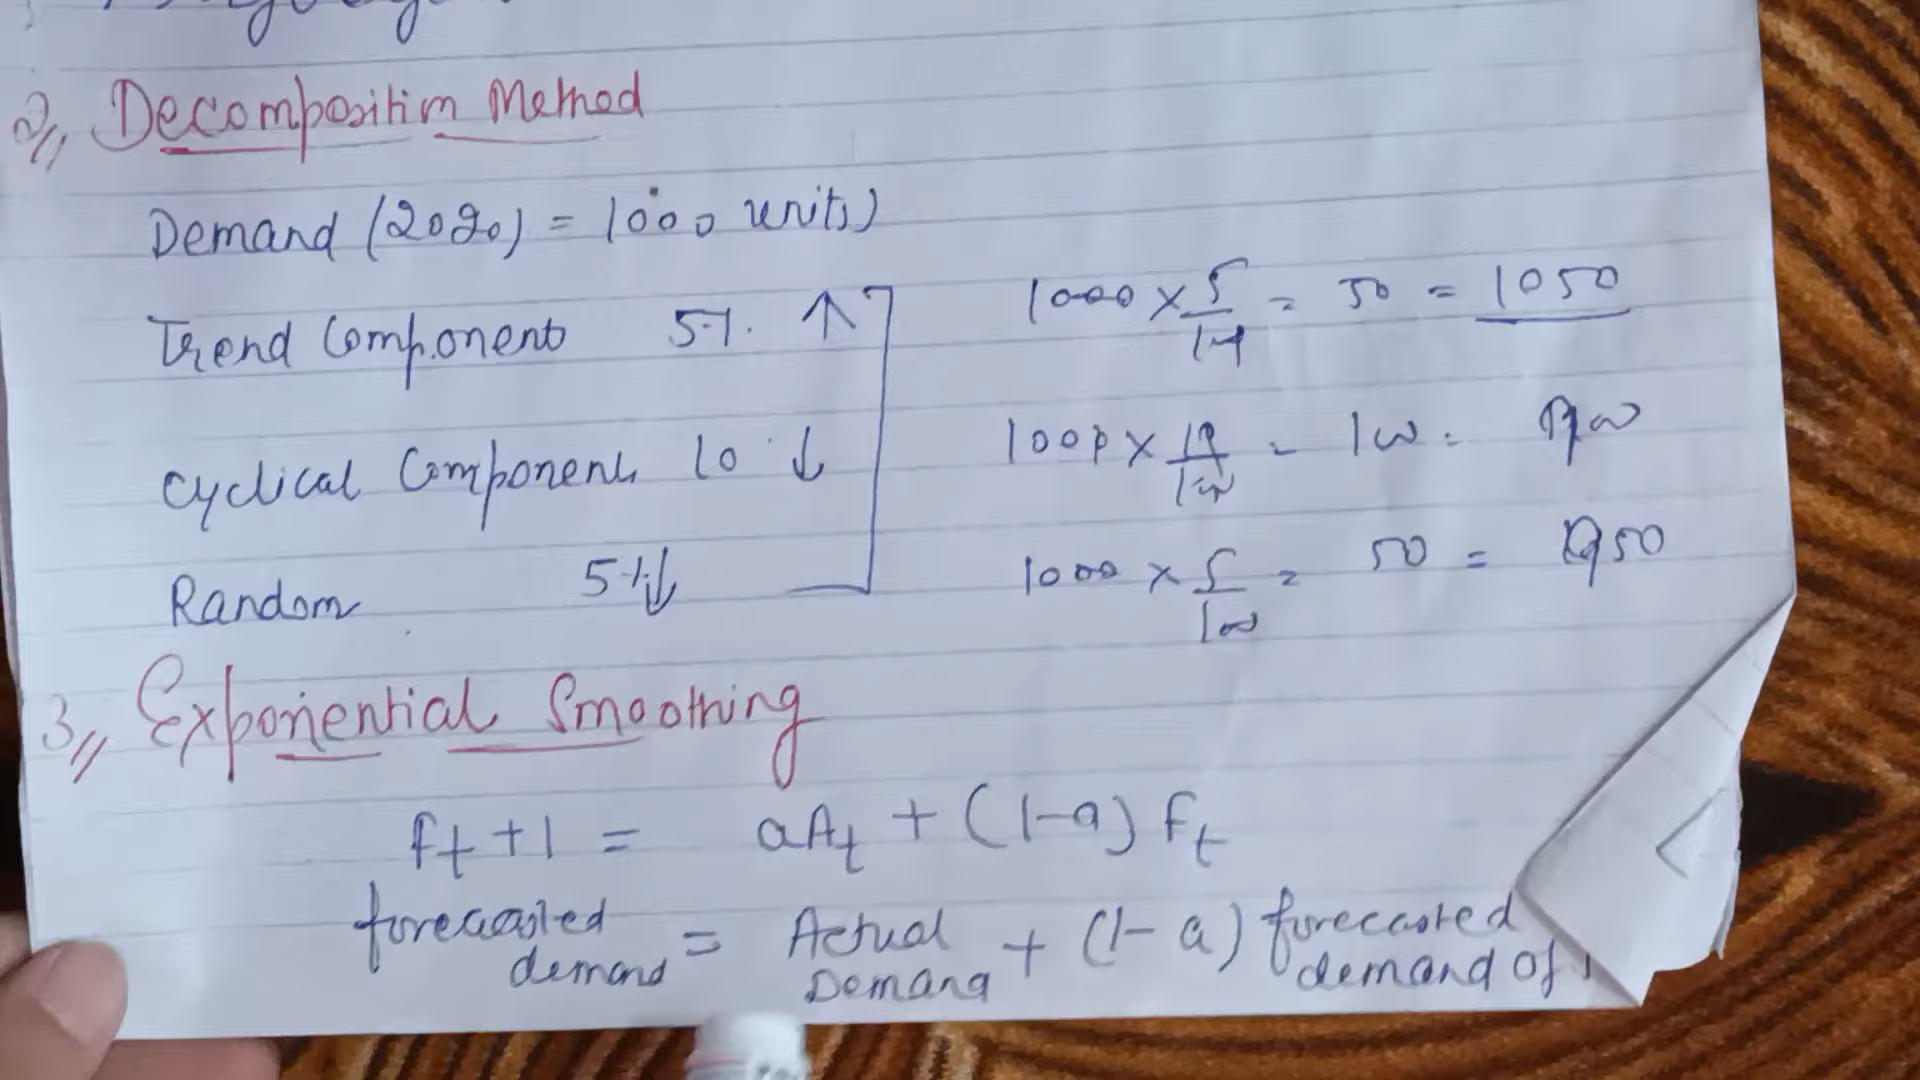 2,, Decomposition Method
Demand (2020) = 1000 units)
Trend Component 5%. ↑ 1000 × 5/100 = 50 = 1050
Cyclical Component 10 ↓ 1000 × 10/100 = 100 = 900
Random 5%↓ 1000 × 5/100 = 50 = 950
3,, Exponential Smoothing
Ft+1 = aAt + (1-a) Ft
forecasted demand = Actual Demand + (1-a) forecasted demand of